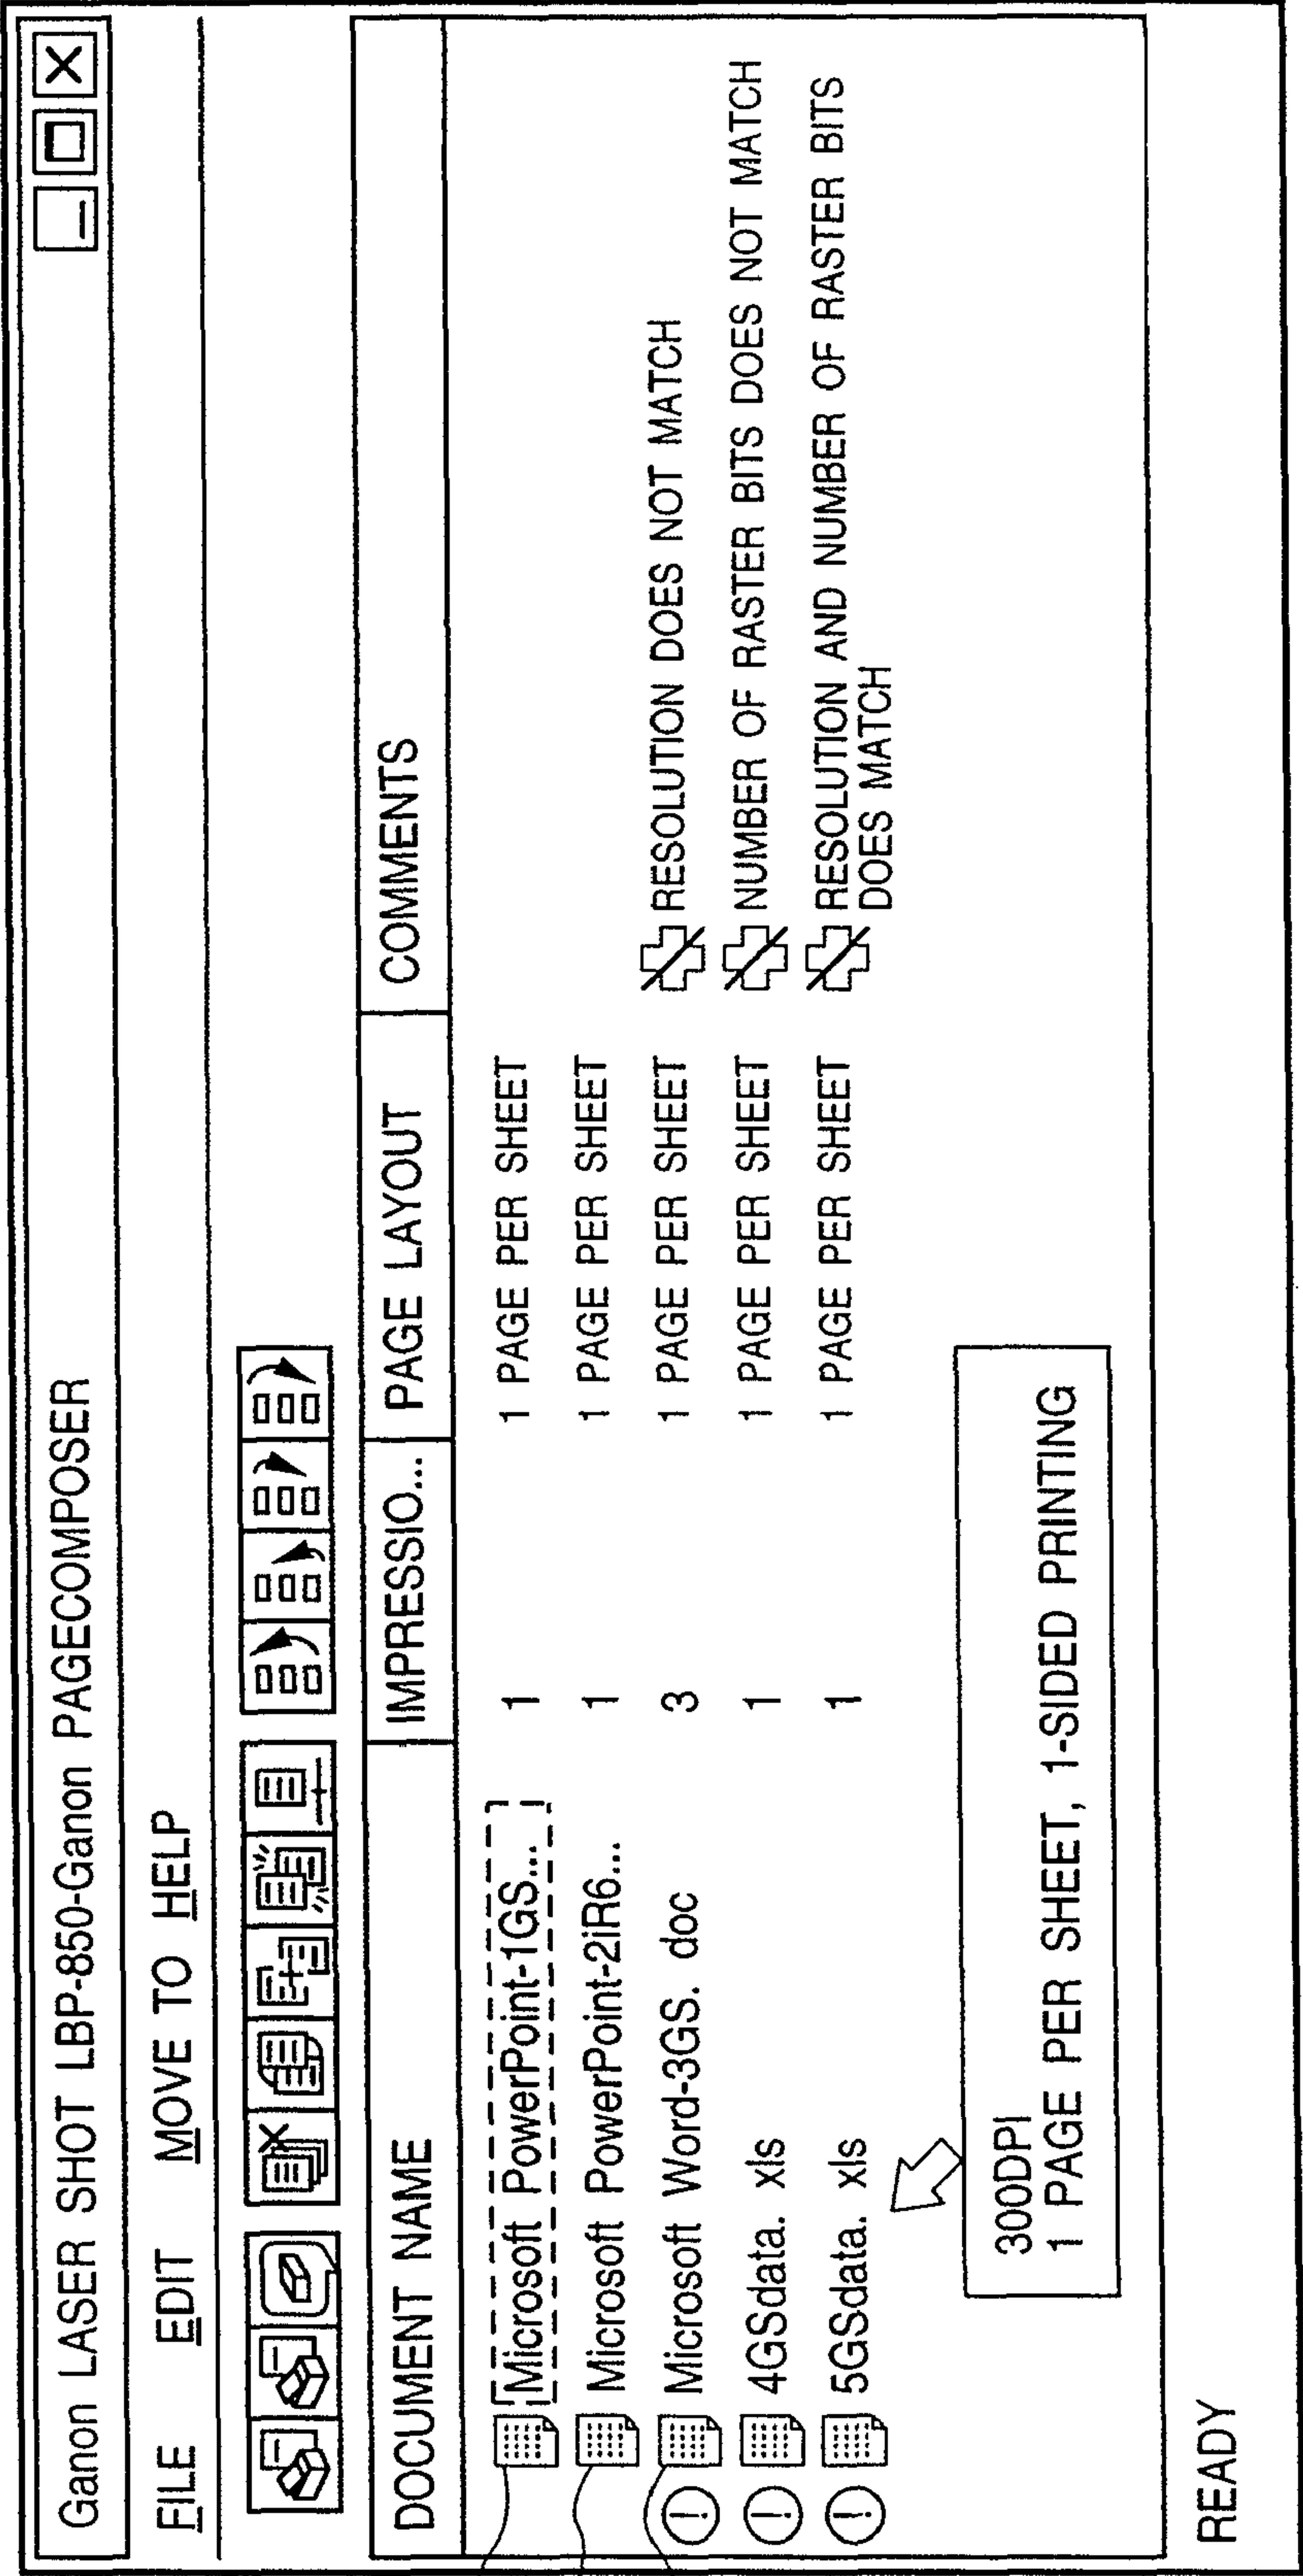 Ganon LASER SHOT LBP-850-Ganon PAGECOMPOSER
FILE EDIT MOVE TO HELP
DOCUMENT NAME IMPRESSIO... PAGE LAYOUT COMMENTS
Microsoft PowerPoint-1GS... 1 1 PAGE PER SHEET
Microsoft PowerPoint-2iR6... 1 1 PAGE PER SHEET
! Microsoft Word-3GS. doc 3 1 PAGE PER SHEET RESOLUTION DOES NOT MATCH
! 4GSdata. xls 1 1 PAGE PER SHEET NUMBER OF RASTER BITS DOES NOT MATCH
! 5GSdata. xls 1 1 PAGE PER SHEET RESOLUTION AND NUMBER OF RASTER BITS
DOES MATCH
300DPI
1 PAGE PER SHEET, 1-SIDED PRINTING
READY